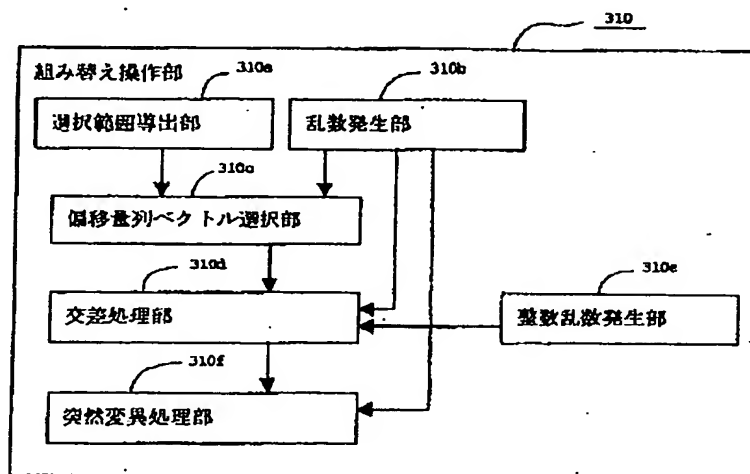 310
組み替え操作部
310a
310b
選択範囲導出部
乱数発生部
310c
偏移量列ベクトル選択部
310d
310e
交差処理部
整数乱数発生部
310f
突然変異処理部